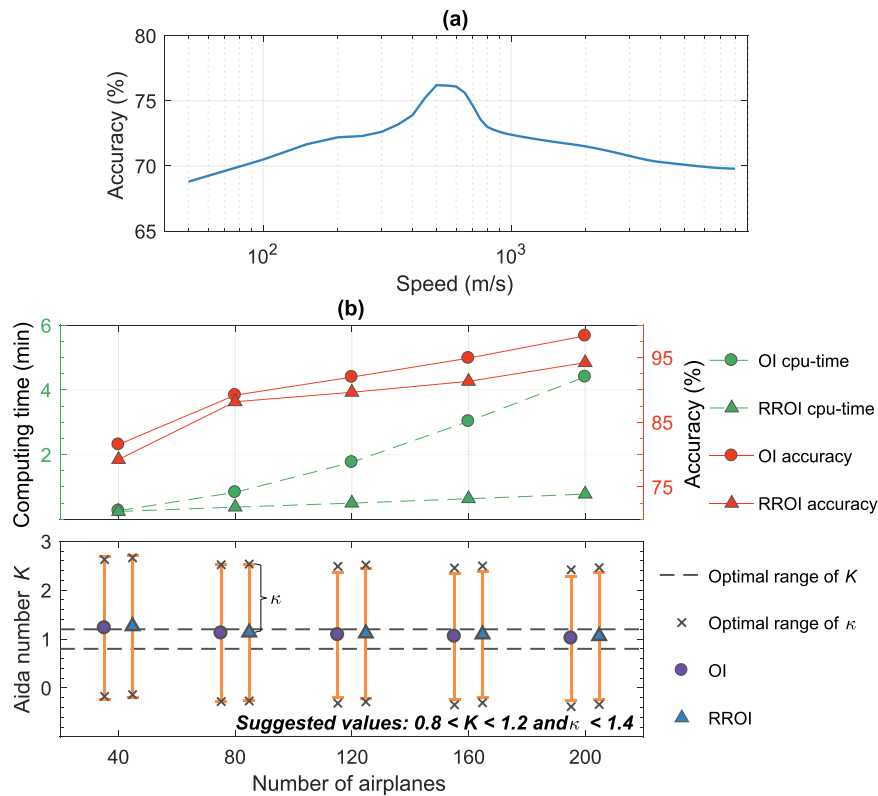 (a)
80
75
70
65
Accuracy (%)
10²
10³
Speed (m/s)
(b)
6
4
2
Computing time (min)
95
85
75
Accuracy (%)
OI cpu-time
RROI cpu-time
OI accuracy
RROI accuracy
3
2
1
0
Aida number K
κ
Suggested values: 0.8 < K < 1.2 and κ < 1.4
40
80
120
160
200
Number of airplanes
Optimal range of K
Optimal range of κ
OI
RROI